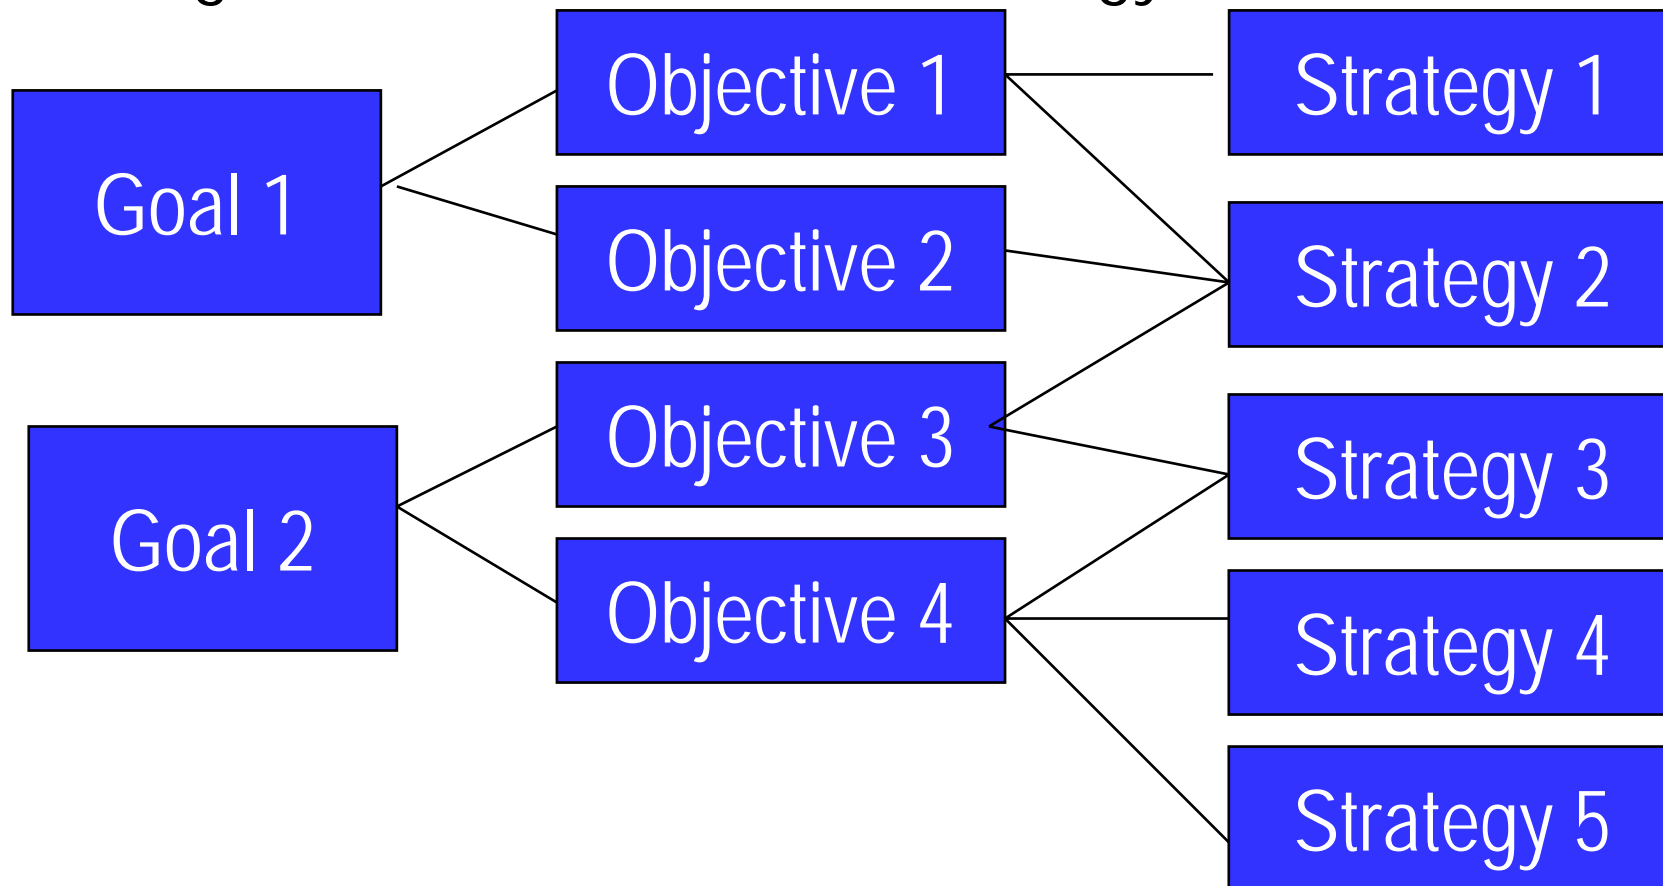 Objective 1
Strategy 1
Goal 1
Objective 2
Strategy 2
Objective 3
Strategy 3
Goal 2
Objective 4
Strategy 4
Strategy 5